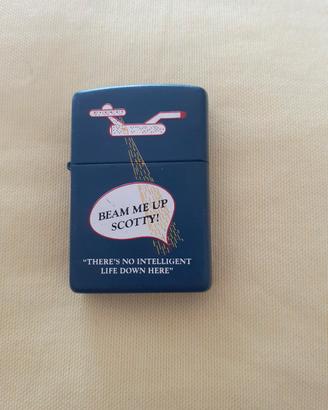 BEAM ME UP
SCOTTY!
“THERE'S NO INTELLIGENT
LIFE DOWN HERE”